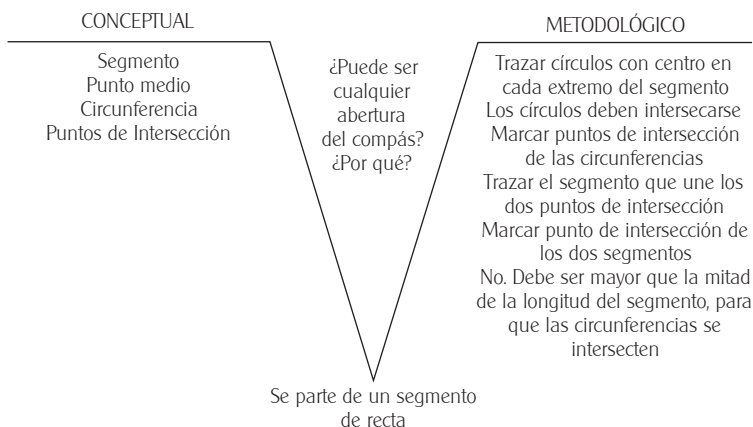 CONCEPTUAL
Segmento
Punto medio
Circunferencia
Puntos de Intersección
¿Puede ser
cualquier
abertura
del compás?
¿Por qué?
METODOLÓGICO
Trazar círculos con centro en
cada extremo del segmento
Los círculos deben intersecarse
Marcar puntos de intersección
de las circunferencias
Trazar el segmento que une los
dos puntos de intersección
Marcar punto de intersección de
los dos segmentos
No. Debe ser mayor que la mitad
de la longitud del segmento, para
que las circunferencias se
intersecten
Se parte de un segmento
de recta